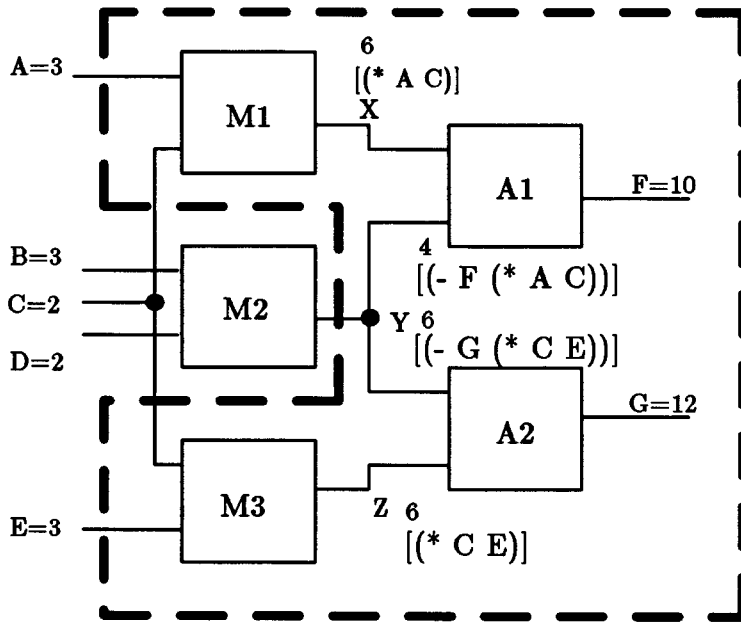 6
A=3
[(* A C)]
M1
X
A1
F=10
B=3
4
[(- F (* A C))]
C=2
M2
Y 6
[(- G (* C E))]
D=2
G=12
A2
M3
Z 6
E=3
[(* C E)]